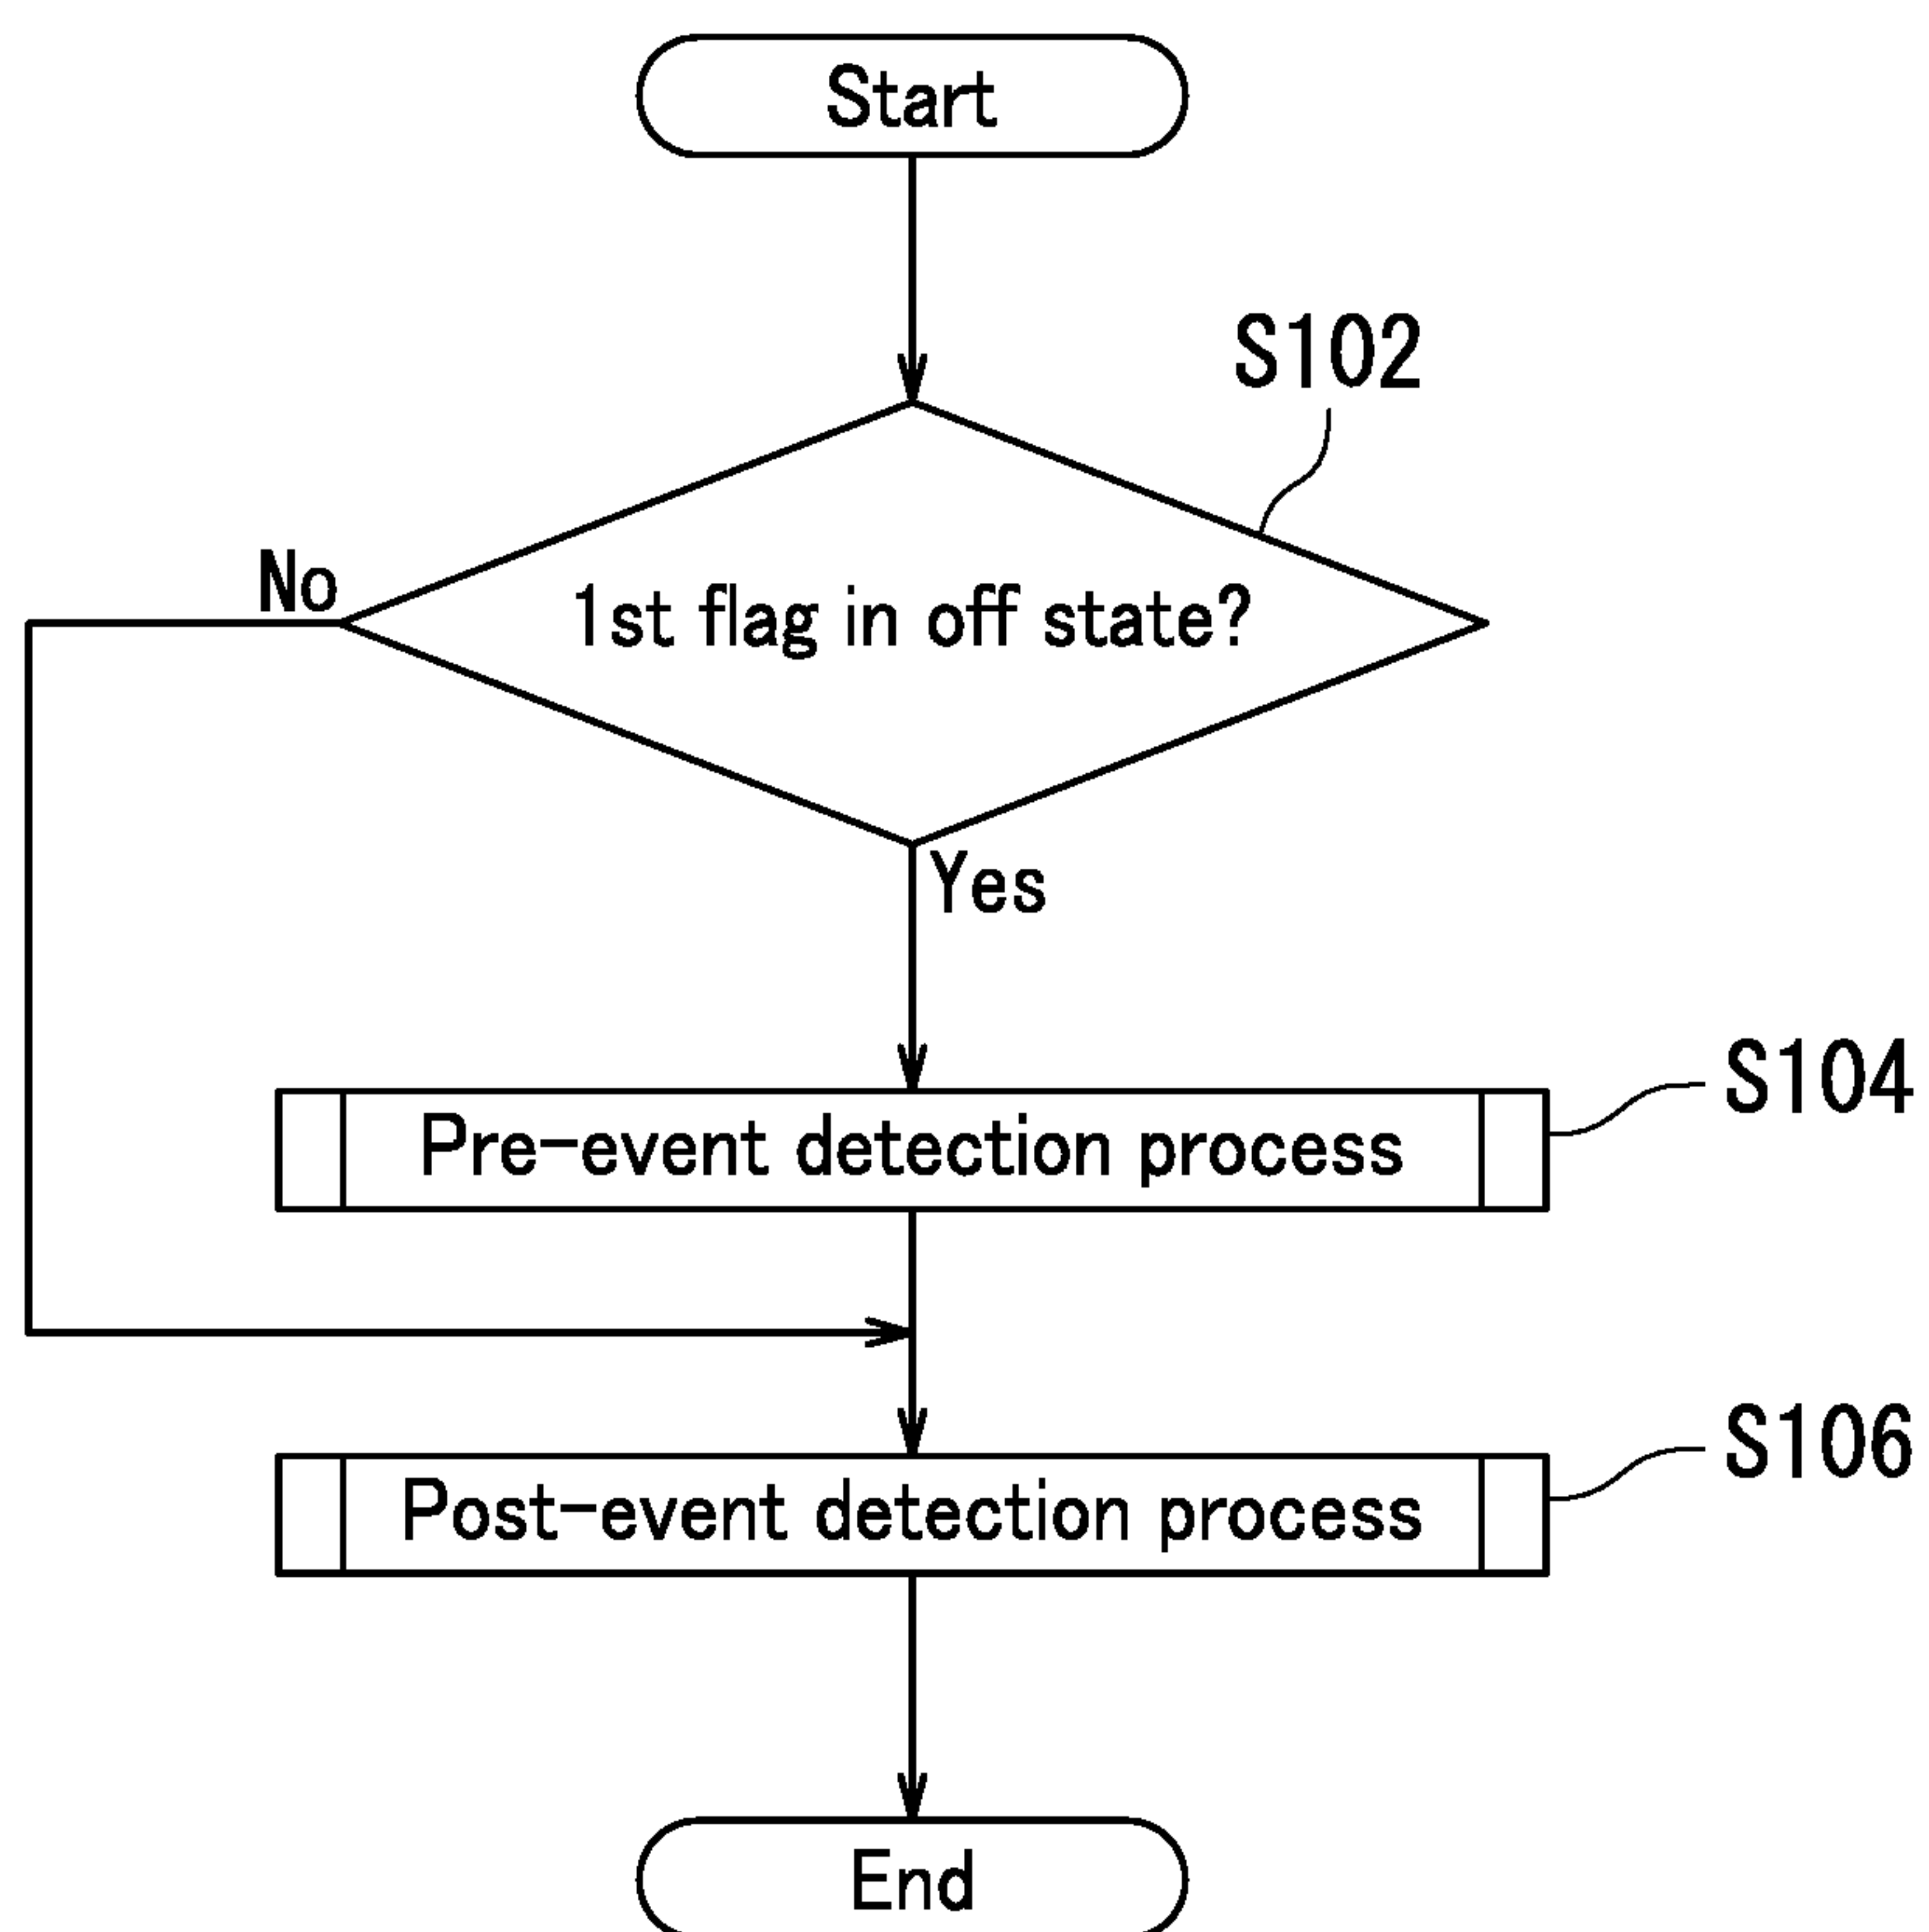 Start
S102
No
1st flag in off state?
Yes
S104
Pre-event detection process
S106
Post-event detection process
End